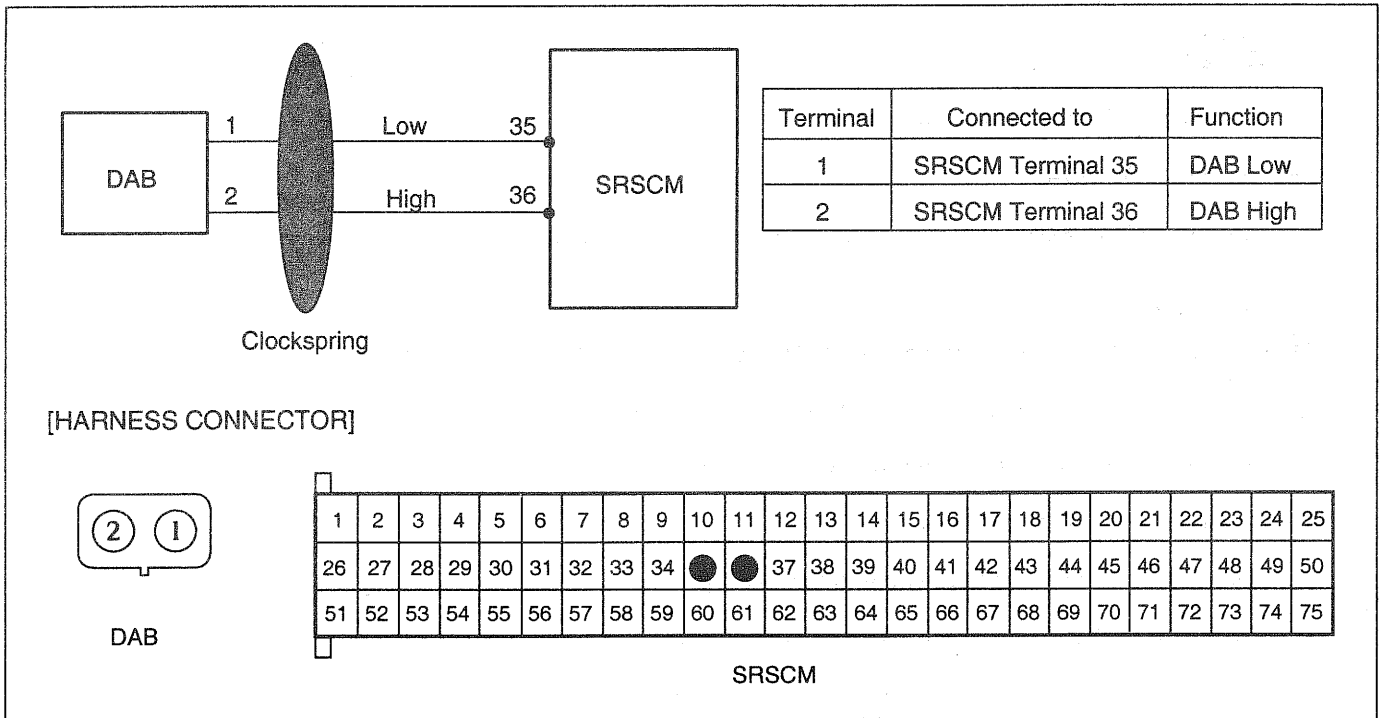 DAB
1 Low 35
2 High 36
SRSCM
Clockspring
Terminal Connected to Function
1 SRSCM Terminal 35 DAB Low
2 SRSCM Terminal 36 DAB High
[HARNESS CONNECTOR]
2 1
DAB
1 2 3 4 5 6 7 8 9 10 11 12 13 14 15 16 17 18 19 20 21 22 23 24 25
26 27 28 29 30 31 32 33 34 37 38 39 40 41 42 43 44 45 46 47 48 49 50
51 52 53 54 55 56 57 58 59 60 61 62 63 64 65 66 67 68 69 70 71 72 73 74 75
SRSCM